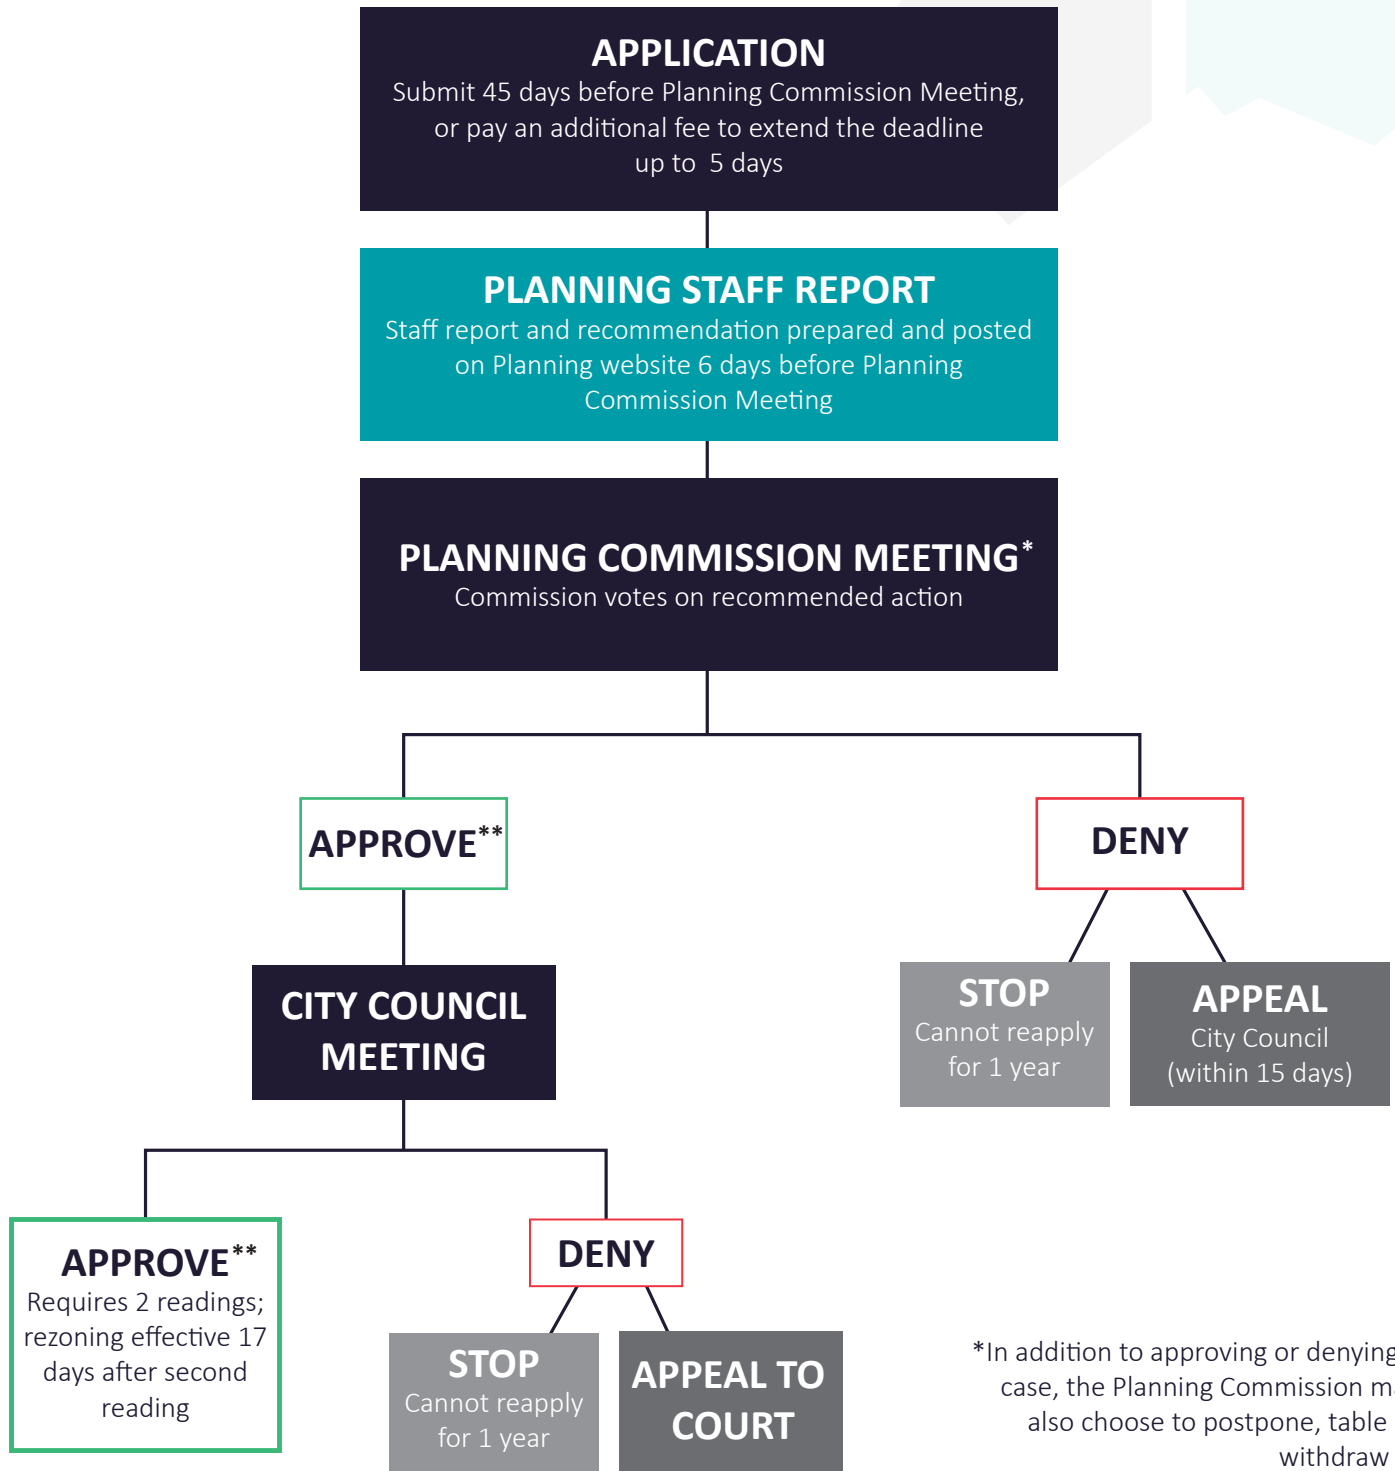 APPLICATION
Submit 45 days before Planning Commission Meeting,
or pay an additional fee to extend the deadline
up to 5 days
PLANNING STAFF REPORT
Staff report and recommendation prepared and posted
on Planning website 6 days before Planning
Commission Meeting
PLANNING COMMISSION MEETING*
Commission votes on recommended action
APPROVE**
DENY
CITY COUNCIL
MEETING
STOP
Cannot reapply
for 1 year
APPEAL
City Council
(within 15 days)
APPROVE**
Requires 2 readings;
rezoning effective 17
days after second
reading
DENY
STOP
Cannot reapply
for 1 year
APPEAL TO
COURT
*In addition to approving or denying
case, the Planning Commission
also choose to postpone, table
withdraw